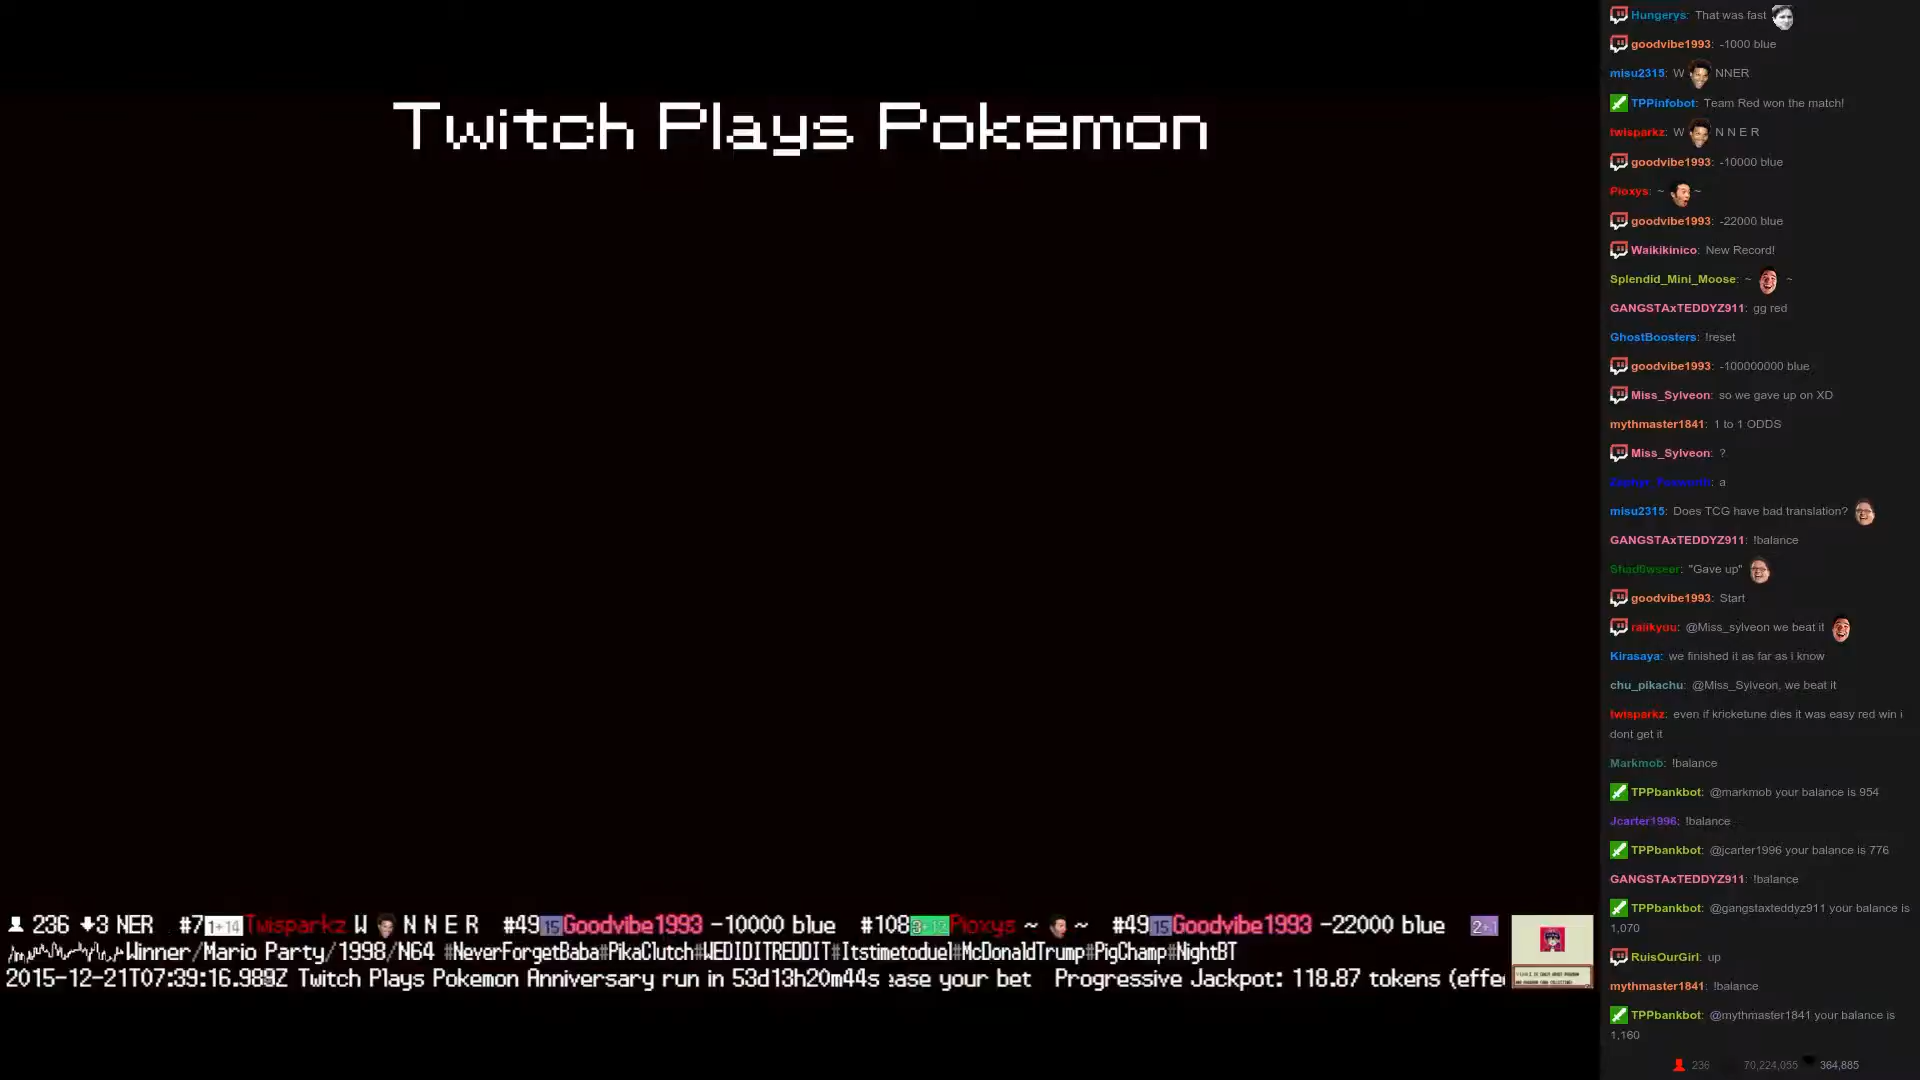 Twitch Plays Pokemon
Hungerys: That was fast
goodvibe1993: -1000 blue
misu2315: W NNER
TPPinfobot: Team Red won the match!
twisparkz: W N N E R
goodvibe1993: -10000 blue
Pioxys: ~ ~
goodvibe1993: -22000 blue
Waikikinico: New Record!
Splendid_Mini_Moose: ~ ~
GANGSTAxTEDDYZ911: gg red
GhostBoosters: !reset
goodvibe1993: -100000000 blue
Miss_Sylveon: so we gave up on XD
mythmaster1841: 1 to 1 ODDS
Miss_Sylveon: ?
: a
misu2315: Does TCG have bad translation?
GANGSTAxTEDDYZ911: !balance
"Gave up"
goodvibe1993: Start
ralikyuu: @Miss_sylveon we beat it
Kirasaya: we finished it as far as i know
chu_pikachu: @Miss_Sylveon, we beat it
twisparkz: even if kricketune dies it was easy red win i
dont get it
Markmob: !balance
TPPbankbot: @markmob your balance is 954
Jcarter1996: !balance
TPPbankbot: @jcarter1996 your balance is 776
GANGSTAxTEDDYZ911: !balance
TPPbankbot: @gangstaxteddyz911 your balance is
1,070
RuisOurGirl: up
mythmaster1841: !balance
TPPbankbot: @mythmaster1841 your balance is
1,160
236 70,224,055 364,885
236 3 NER #7 1+14 Twisparkz W N N E R #49 15 Goodvibe1993 -10000 blue #108 Pioxys ~ ~ #49 15 Goodvibe1993 -22000 blue 2+1
Winner/Mario Party/1998/N64 #NeverForgetBaba#PikaClutch#WEDIDITREDDIT#Itstimetoduel#McDonaldTrump#PigChamp#NightBT
2015-12-21T07:39:16.989Z Twitch Plays Pokemon Anniversary run in 53d13h20m44s ease your bet Progressive Jackpot: 118.87 tokens (effe